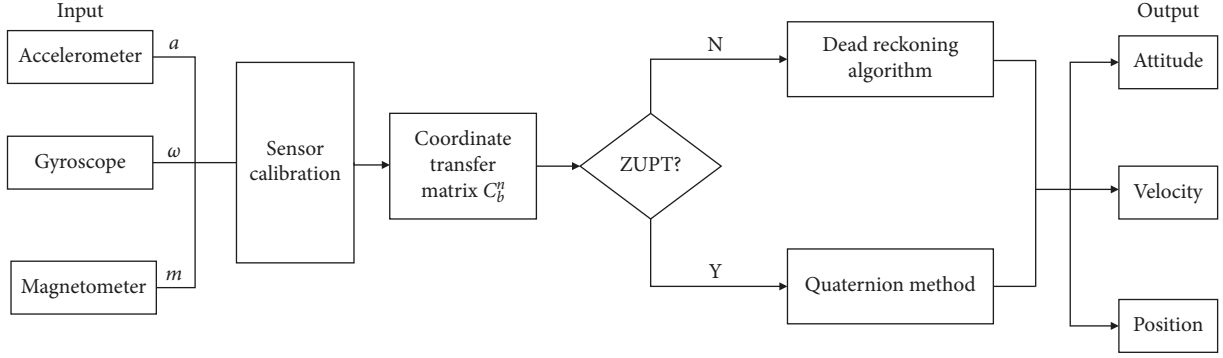 Input
Output
Accelerometer
a
Gyroscope
ω
Magnetometer
m
Sensor
calibration
Coordinate
transfer
matrix C_b^n
ZUPT?
N
Y
Dead reckoning
algorithm
Quaternion method
Attitude
Velocity
Position